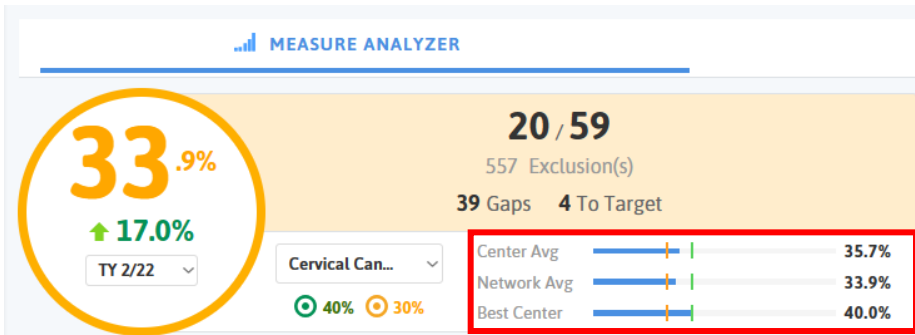 MEASURE ANALYZER
33.9%
17.0%
TY 2/22
20 / 59
557 Exclusion(s)
39 Gaps 4 To Target
Cervical Can...
40% 30%
Center Avg 35.7%
Network Avg 33.9%
Best Center 40.0%